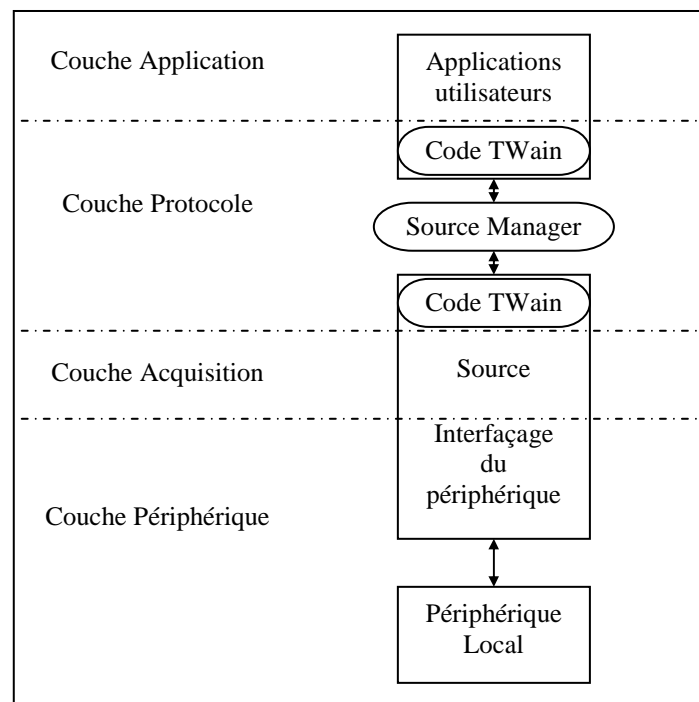 Couche Application
Applications
utilisateurs
Code TWain
Couche Protocole
Source Manager
Code TWain
Couche Acquisition
Source
Interfaçage
du
périphérique
Couche Périphérique
Périphérique
Local